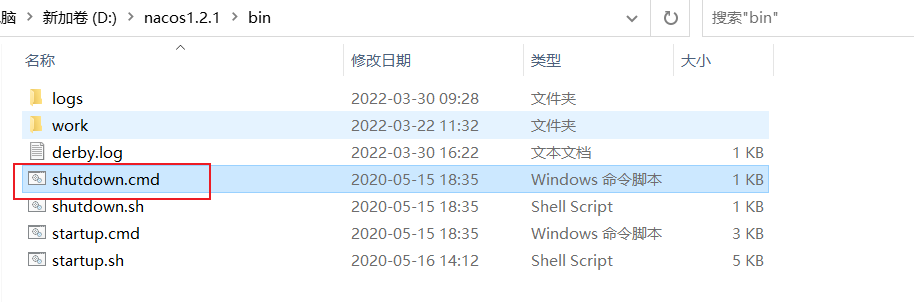 脑 > 新加卷 (D:) > nacos1.2.1 > bin 搜索"bin"
名称 修改日期 类型 大小
logs 2022-03-30 09:28 文件夹
work 2022-03-22 11:32 文件夹
derby.log 2022-03-30 16:22 文本文档 1 KB
shutdown.cmd 2020-05-15 18:35 Windows 命令脚本 1 KB
shutdown.sh 2020-05-15 18:35 Shell Script 1 KB
startup.cmd 2020-05-15 18:35 Windows 命令脚本 3 KB
startup.sh 2020-05-16 14:12 Shell Script 5 KB